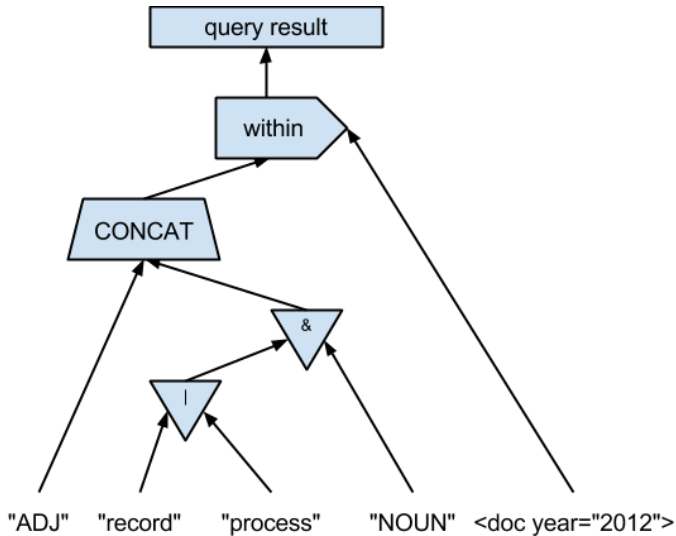 query result
within
CONCAT
&
|
"ADJ" "record" "process" "NOUN" <doc year="2012">